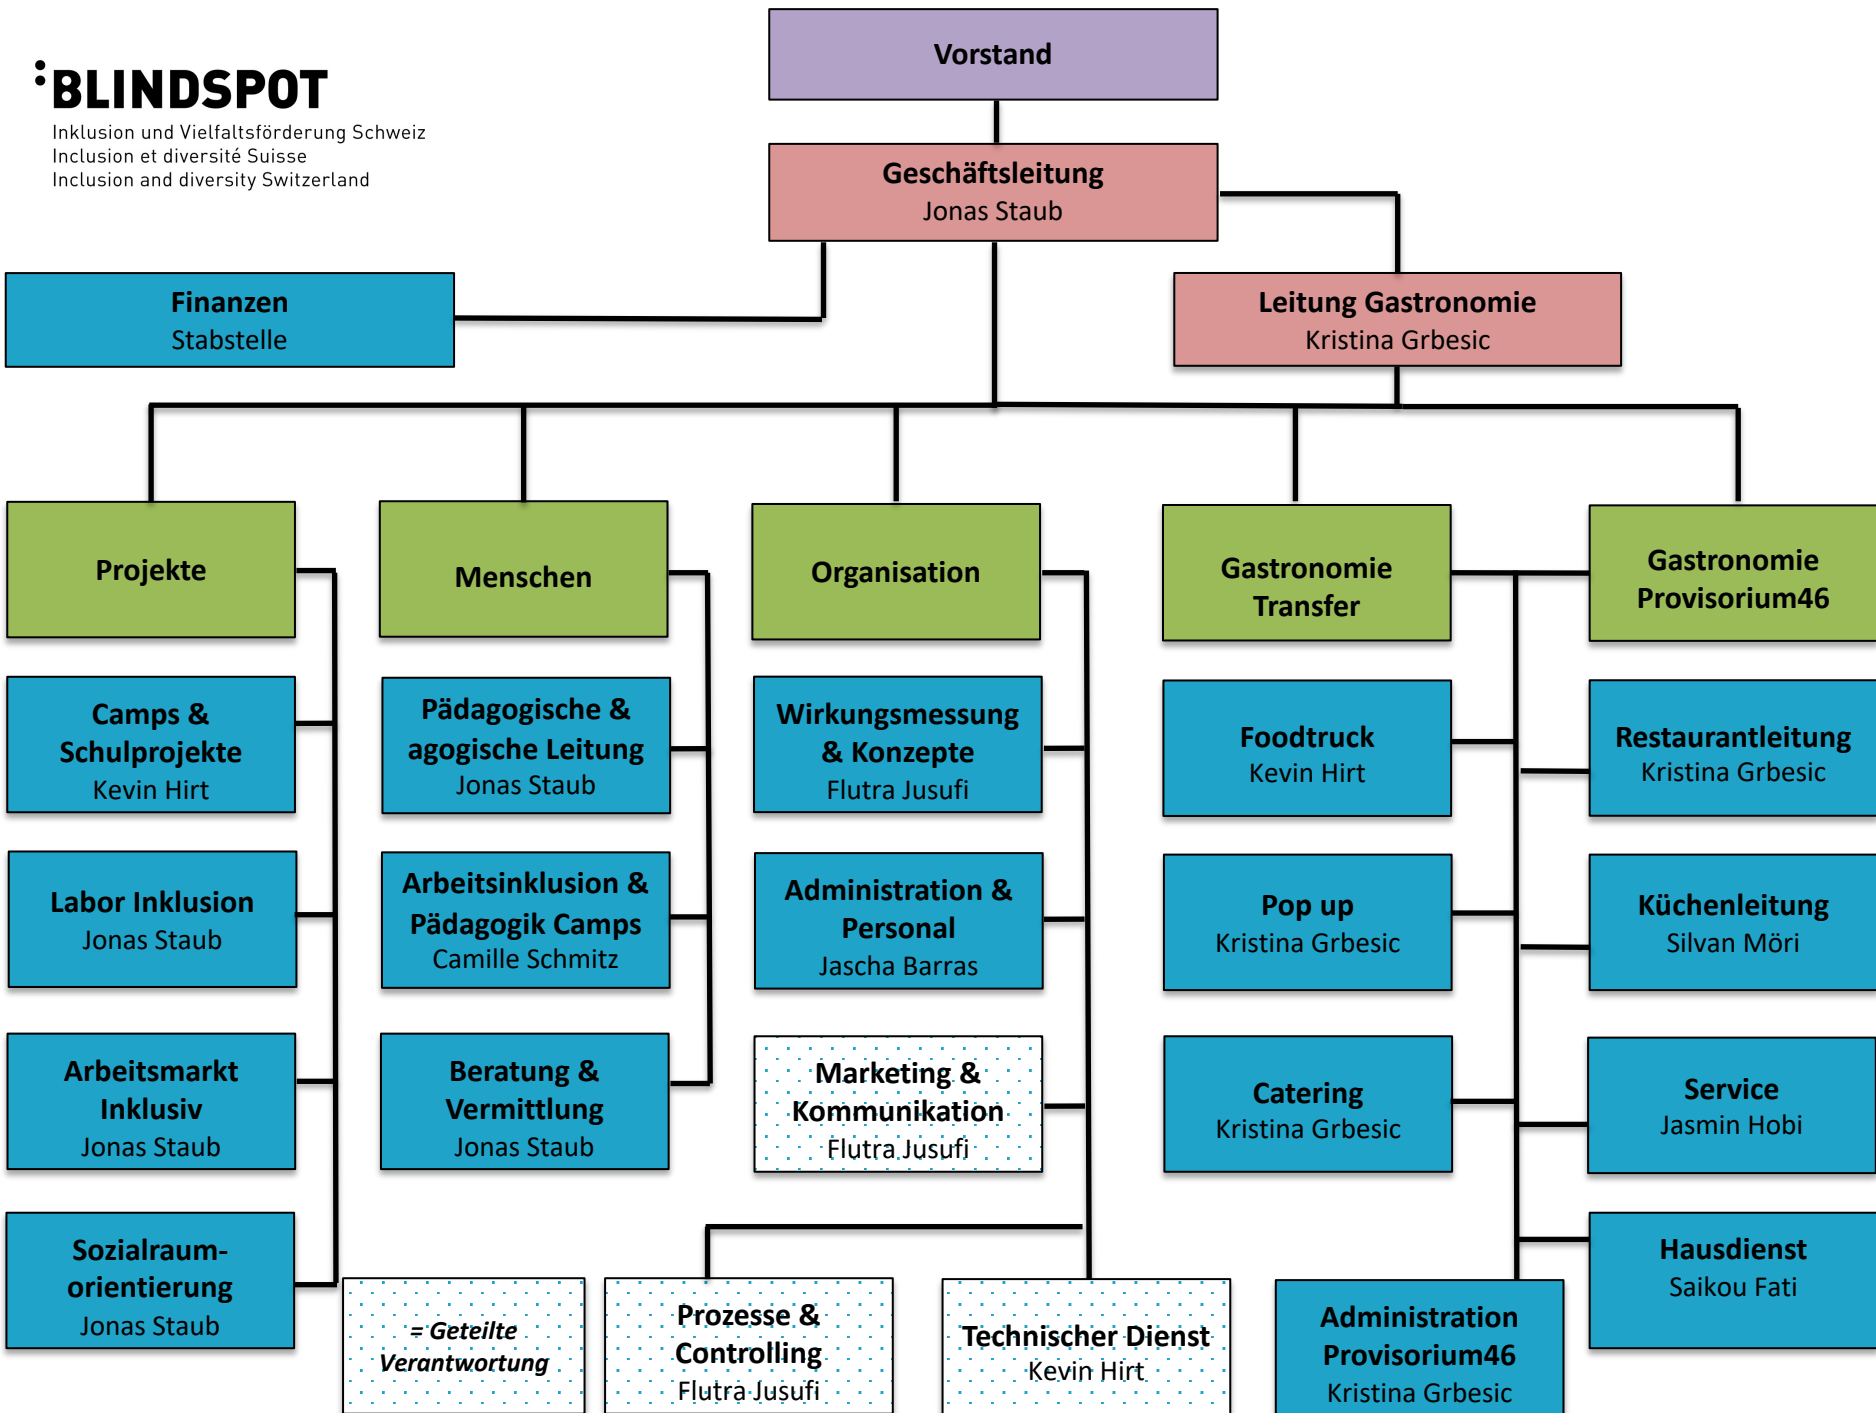 BLINDSPOT
Inklusion und Vielfaltsförderung Schweiz
Inclusion et diversité Suisse
Inclusion and diversity Switzerland
Vorstand
Geschäftsleitung
Jonas Staub
Finanzen
Stabstelle
Leitung Gastronomie
Kristina Grbesic
Projekte
Camps &
Schulprojekte
Kevin Hirt
Labor Inklusion
Jonas Staub
Arbeitsmarkt
Inklusiv
Jonas Staub
Sozialraum-
orientierung
Jonas Staub
Menschen
Pädagogische &
agogische Leitung
Jonas Staub
Arbeitsinklusion &
Pädagogik Camps
Camille Schmitz
Beratung &
Vermittlung
Jonas Staub
= Geteilte
Verantwortung
Organisation
Wirkungsmessung
& Konzepte
Flutra Jusufi
Administration &
Personal
Jascha Barras
Marketing &
Kommunikation
Flutra Jusufi
Prozesse &
Controlling
Flutra Jusufi
Technischer Dienst
Kevin Hirt
Gastronomie
Transfer
Foodtruck
Kevin Hirt
Pop up
Kristina Grbesic
Catering
Kristina Grbesic
Administration
Provisorium46
Kristina Grbesic
Gastronomie
Provisorium46
Restaurantleitung
Kristina Grbesic
Küchenleitung
Silvan Möri
Service
Jasmin Hobi
Hausdienst
Saikou Fati